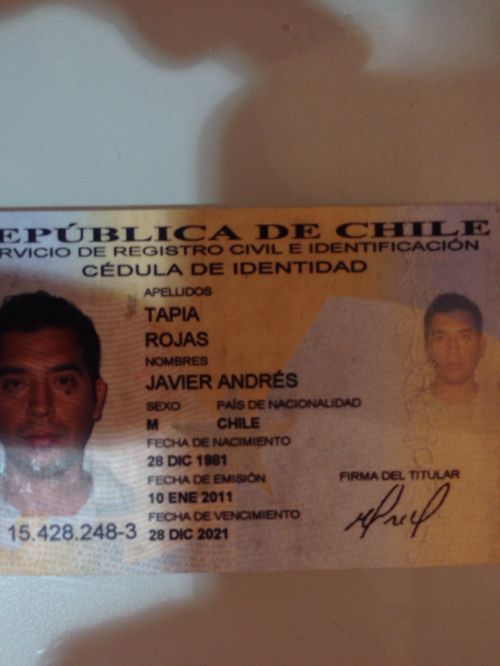 EPÚBLICA DE CHILE
RVICIO DE REGISTRO CIVIL E IDENTIFICACIÓN
CÉDULA DE IDENTIDAD
APELLIDOS
TAPIA
ROJAS
NOMBRES
JAVIER ANDRÉS
SEXO PAÍS DE NACIONALIDAD
M CHILE
FECHA DE NACIMIENTO
28 DIC 1981
FECHA DE EMISIÓN
10 ENE 2011
FECHA DE VENCIMIENTO
28 DIC 2021
FIRMA DEL TITULAR
15.428.248-3